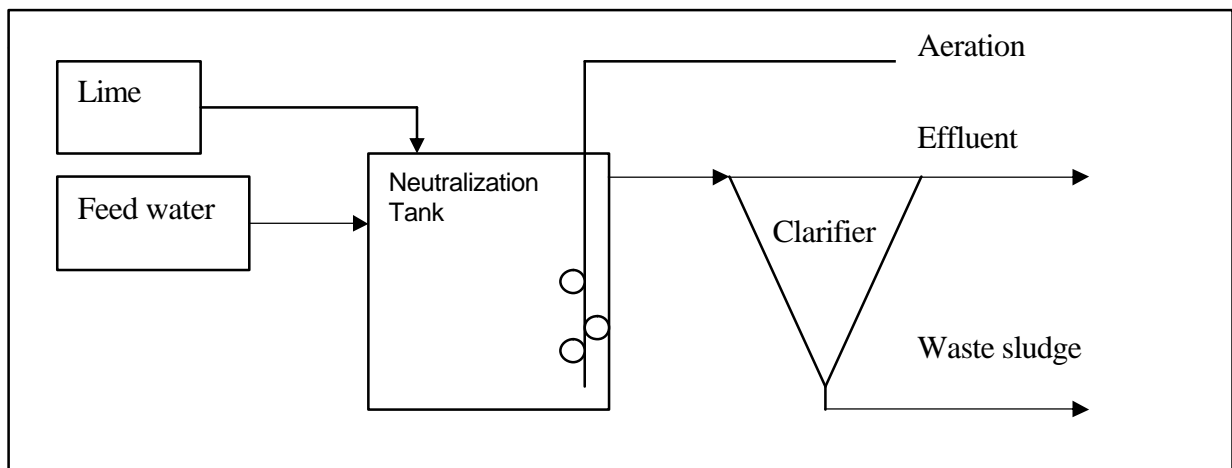 Lime
Feed water
Neutralization
Tank
Aeration
Effluent
Clarifier
Waste sludge